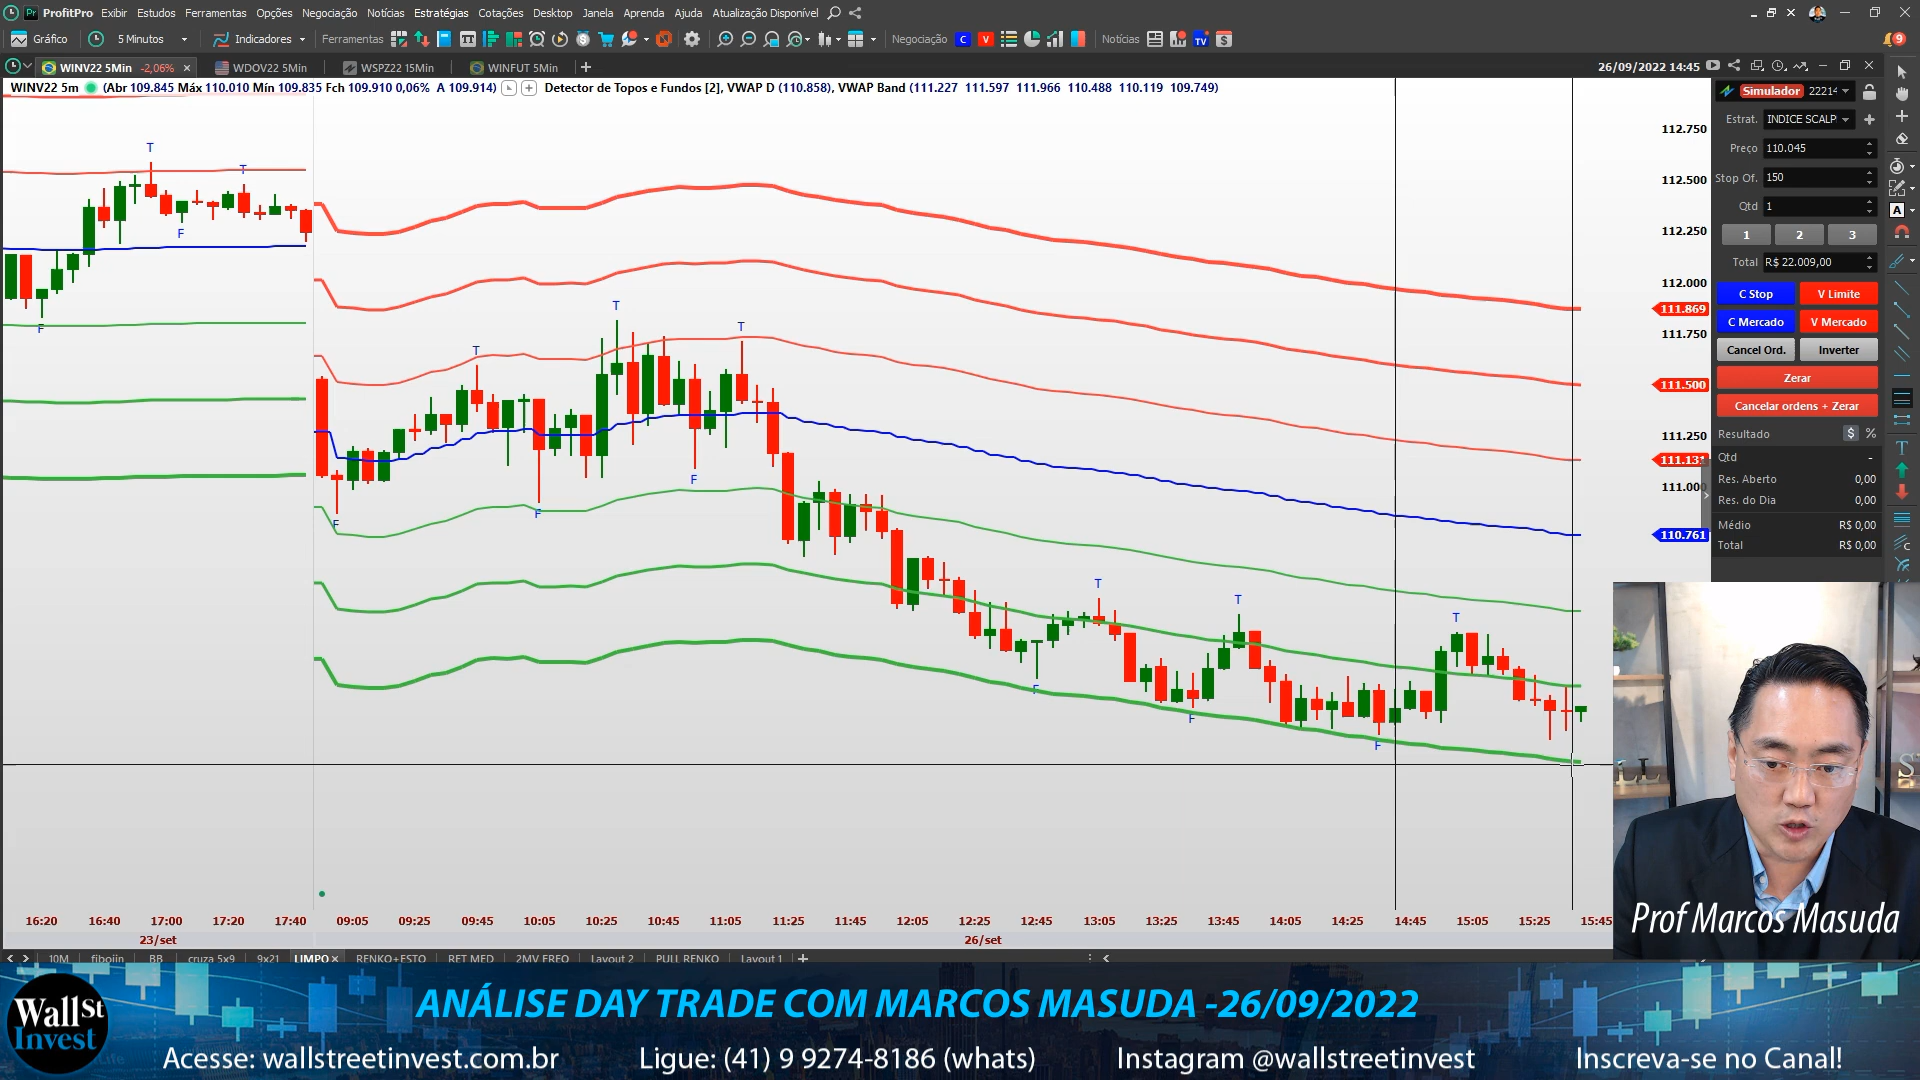 ProfitPro Exibir Estudos Ferramentas Opções Negociação Notícias Estratégias Cotações Desktop Janela Aprenda Ajuda Atualização Disponível
Gráfico 5 Minutos Indicadores Ferramentas Negociação C V Notícias TV 9
WINV22 5Min -2,06% WDOV22 5Min WSPZ22 15Min WINFUT 5Min 26/09/2022 14:45
WINV22 5m (Abr 109.845 Máx 110.010 Mín 109.835 Fch 109.910 0,06% A 109.914) Detector de Topos e Fundos [2], VWAP D (110.858), VWAP Band (111.227 111.597 111.966 110.488 110.119 109.749)
112.750
112.500
112.250
112.000
111.869
111.750
111.500
111.250
111.131
111.000
110.761
T
T
F
F
T
T
T
F
F
F
T
T
T
F
F
F
Simulador 22214
Estrat. INDICE SCALP
Preço 110.045
Stop Of. 150
Qtd 1
1 2 3
Total R$ 22.009,00
C Stop V Limite
C Mercado V Mercado
Cancel Ord. Inverter
Zerar
Cancelar ordens + Zerar
Resultado $ %
Qtd -
Res. Aberto 0,00
Res. do Dia 0,00
Médio R$ 0,00
Total R$ 0,00
16:20 16:40 17:00 17:20 17:40 09:05 09:25 09:45 10:05 10:25 10:45 11:05 11:25 11:45 12:05 12:25 12:45 13:05 13:25 13:45 14:05 14:25 14:45 15:05 15:25 15:45
23/set 26/set
10M fiboiin BB cruza 5x9 9x21 LIMPO RENKO+ESTO RET MED 2MV FREQ Layout 2 PULL RENKO Layout 1
Prof Marcos Masuda
Wall St Invest
ANÁLISE DAY TRADE COM MARCOS MASUDA -26/09/2022
Acesse: wallstreetinvest.com.br Ligue: (41) 9 9274-8186 (whats) Instagram @wallstreetinvest Inscreva-se no Canal!